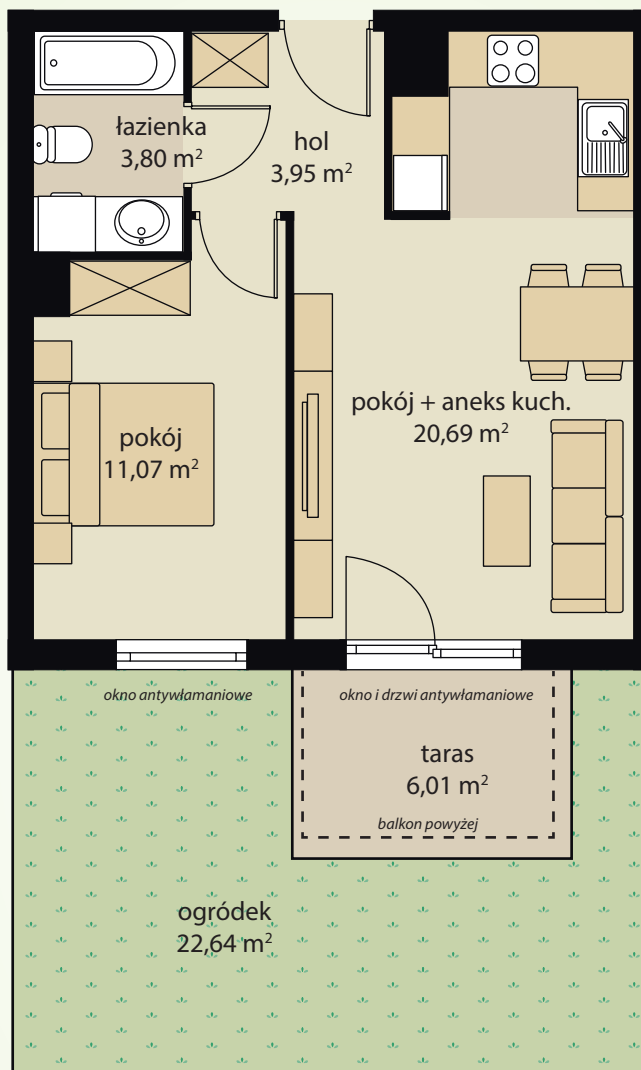 łazienka
3,80 m²
hol
3,95 m²
pokój + aneks kuch.
20,69 m²
pokój
11,07 m²
okno antywłamaniowe
okno i drzwi antywłamaniowe
taras
6,01 m²
balkon powyżej
ogródek
22,64 m²